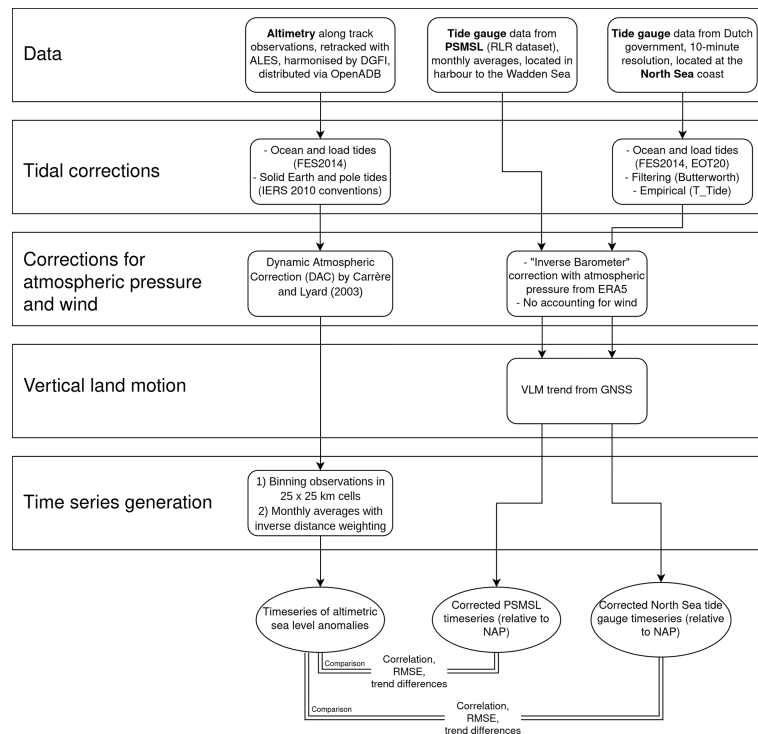 Data
Altimetry along track
observations, retracked with
ALES, harmonised by DGFI,
distributed via OpenADB
Tide gauge data from
PSMSL (RLR dataset),
monthly averages, located in
harbour to the Wadden Sea
Tide gauge data from Dutch
government, 10-minute
resolution, located at the
North Sea coast
Tidal corrections
- Ocean and load tides
(FES2014)
- Solid Earth and pole tides
(IERS 2010 conventions)
- Ocean and load tides
(FES2014, EOT20)
- Filtering (Butterworth)
- Empirical (T_Tide)
Corrections for
atmospheric pressure
and wind
Dynamic Atmospheric
Correction (DAC) by Carrère
and Lyard (2003)
- "Inverse Barometer"
correction with atmospheric
pressure from ERA5
- No accounting for wind
Vertical land motion
VLM trend from GNSS
Time series generation
1) Binning observations in
25 x 25 km cells
2) Monthly averages with
inverse distance weighting
Timeseries of altimetric
sea level anomalies
Corrected PSMSL
timeseries (relative to
NAP)
Corrected North Sea tide
gauge timeseries (relative
to NAP)
Comparison
Correlation,
RMSE,
trend differences
Comparison
Correlation,
RMSE,
trend differences